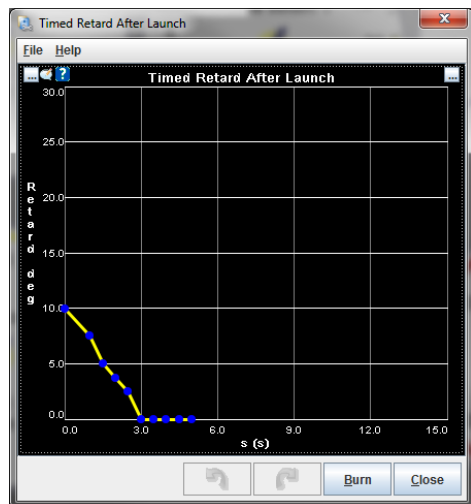 Timed Retard After Launch
File Help
... ? Timed Retard After Launch ...
30.0
25.0
20.0
15.0
10.0
5.0
0.0
Retard deg
0.0 3.0 6.0 9.0 12.0 15.0
s (s)
Burn Close